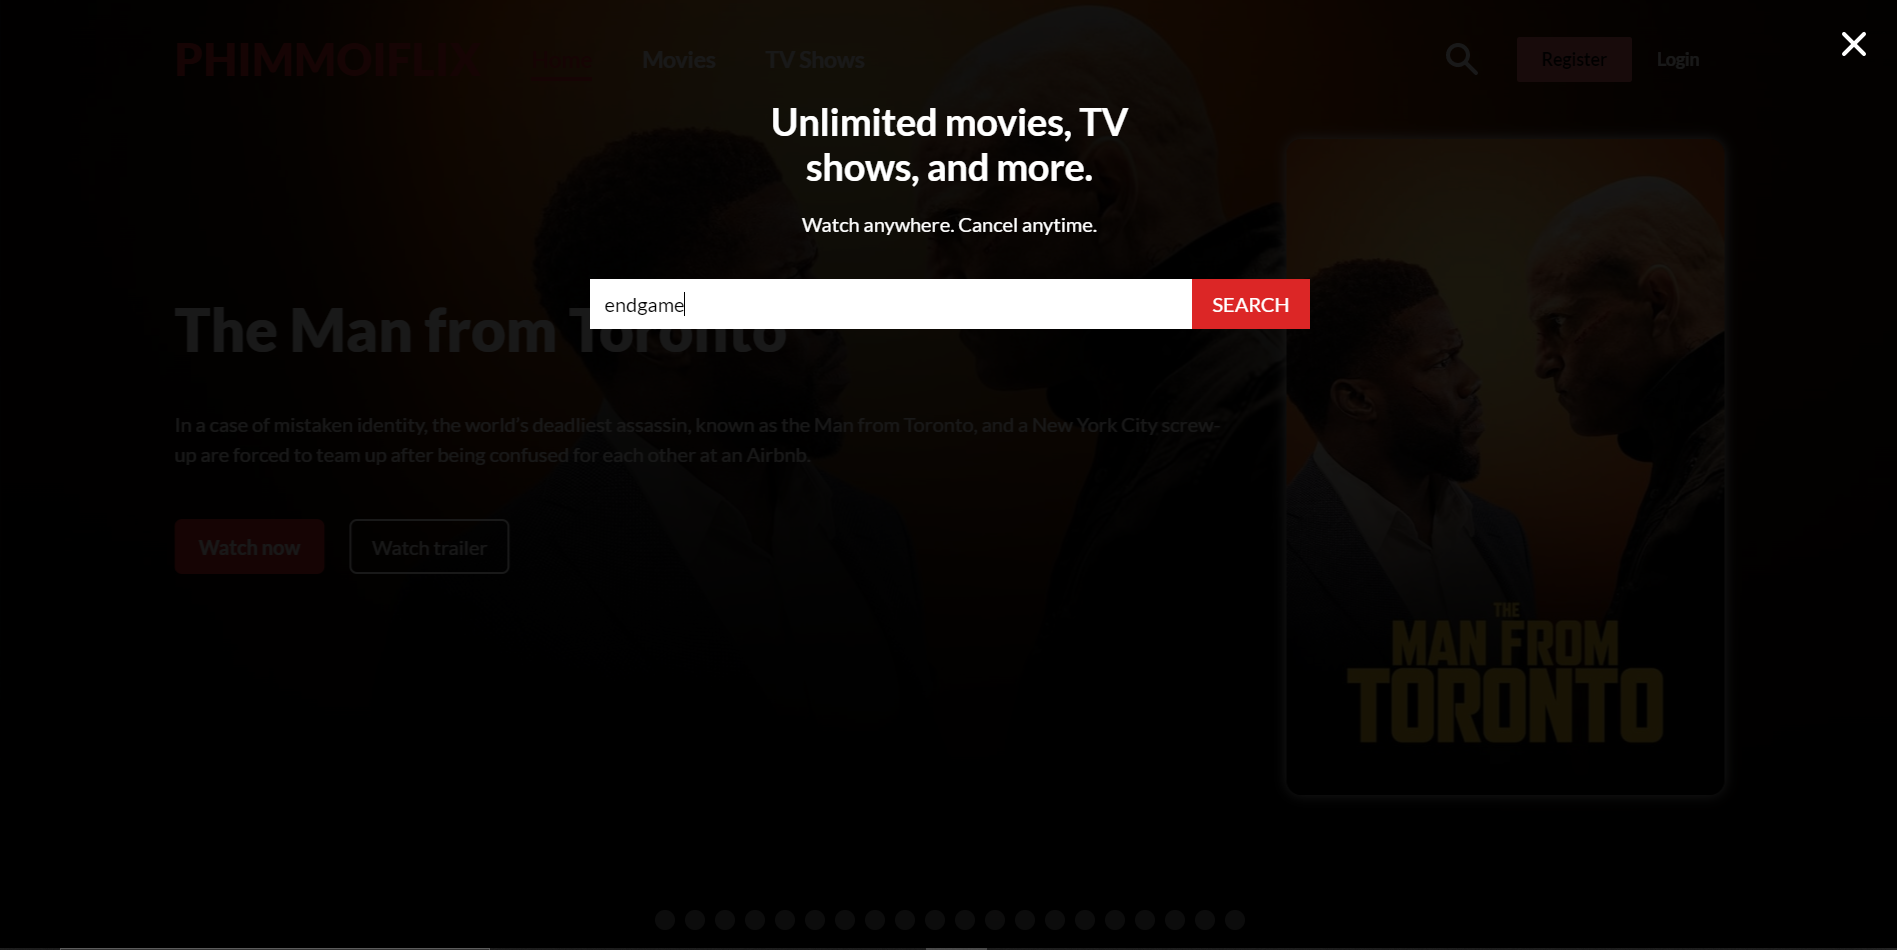 PHIMMOIFLIX
Home
Movies
TV Shows
Register
Login
Unlimited movies, TV
shows, and more.
Watch anywhere. Cancel anytime.
endgame
SEARCH
The Man from Toronto
In a case of mistaken identity, the world's deadliest assassin, known as the Man from Toronto, and a New York City screw-
up are forced to team up after being confused for each other at an Airbnb.
Watch now
Watch trailer
THE
MAN FROM
TORONTO